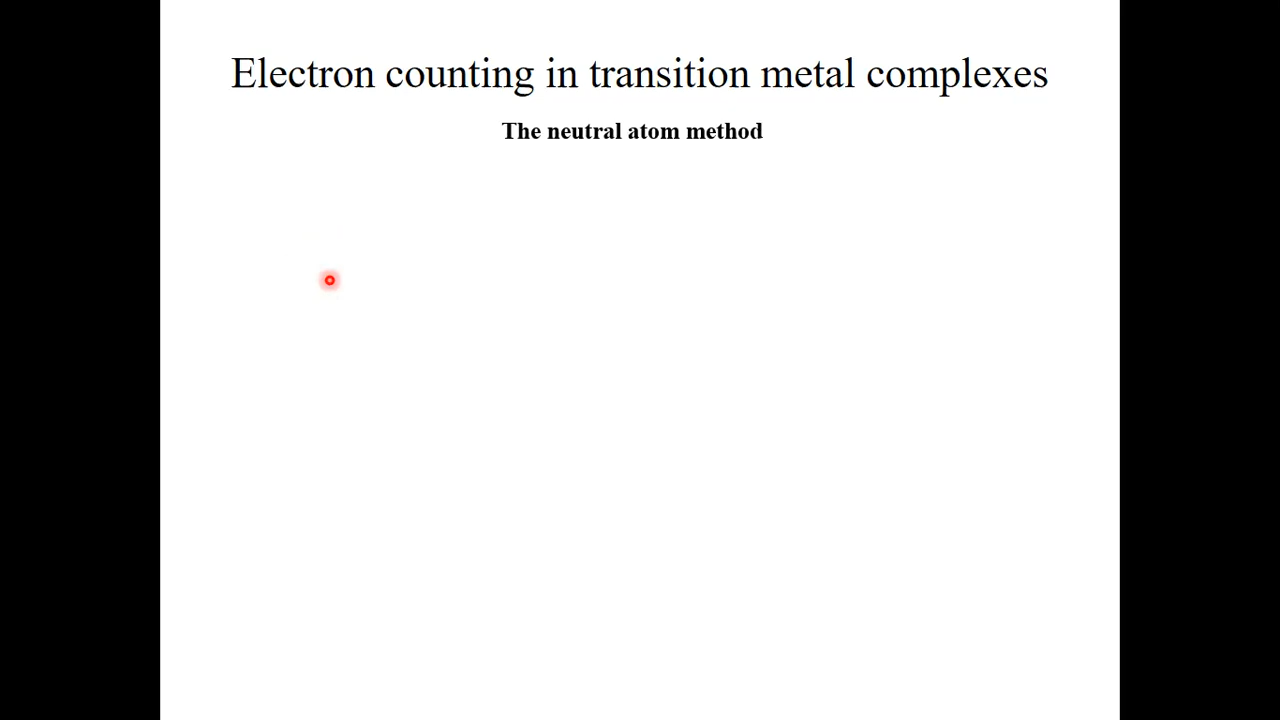 Electron counting in transition metal complexes
The neutral atom method